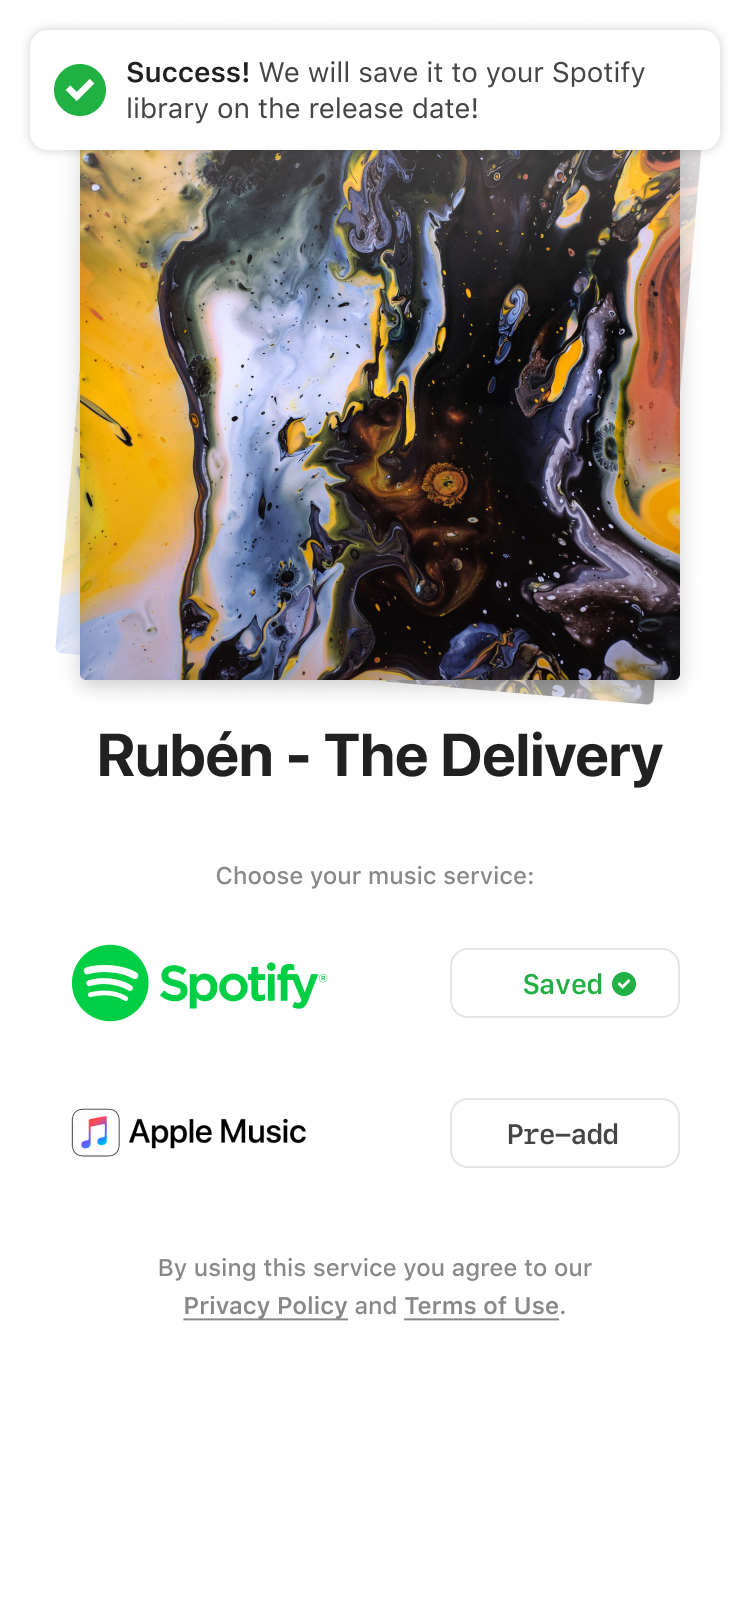 Success! We will save it to your Spotify
library on the release date!
Rubén - The Delivery
Choose your music service:
Spotify®
Saved
Apple Music
Pre–add
By using this service you agree to our
Privacy Policy and Terms of Use.